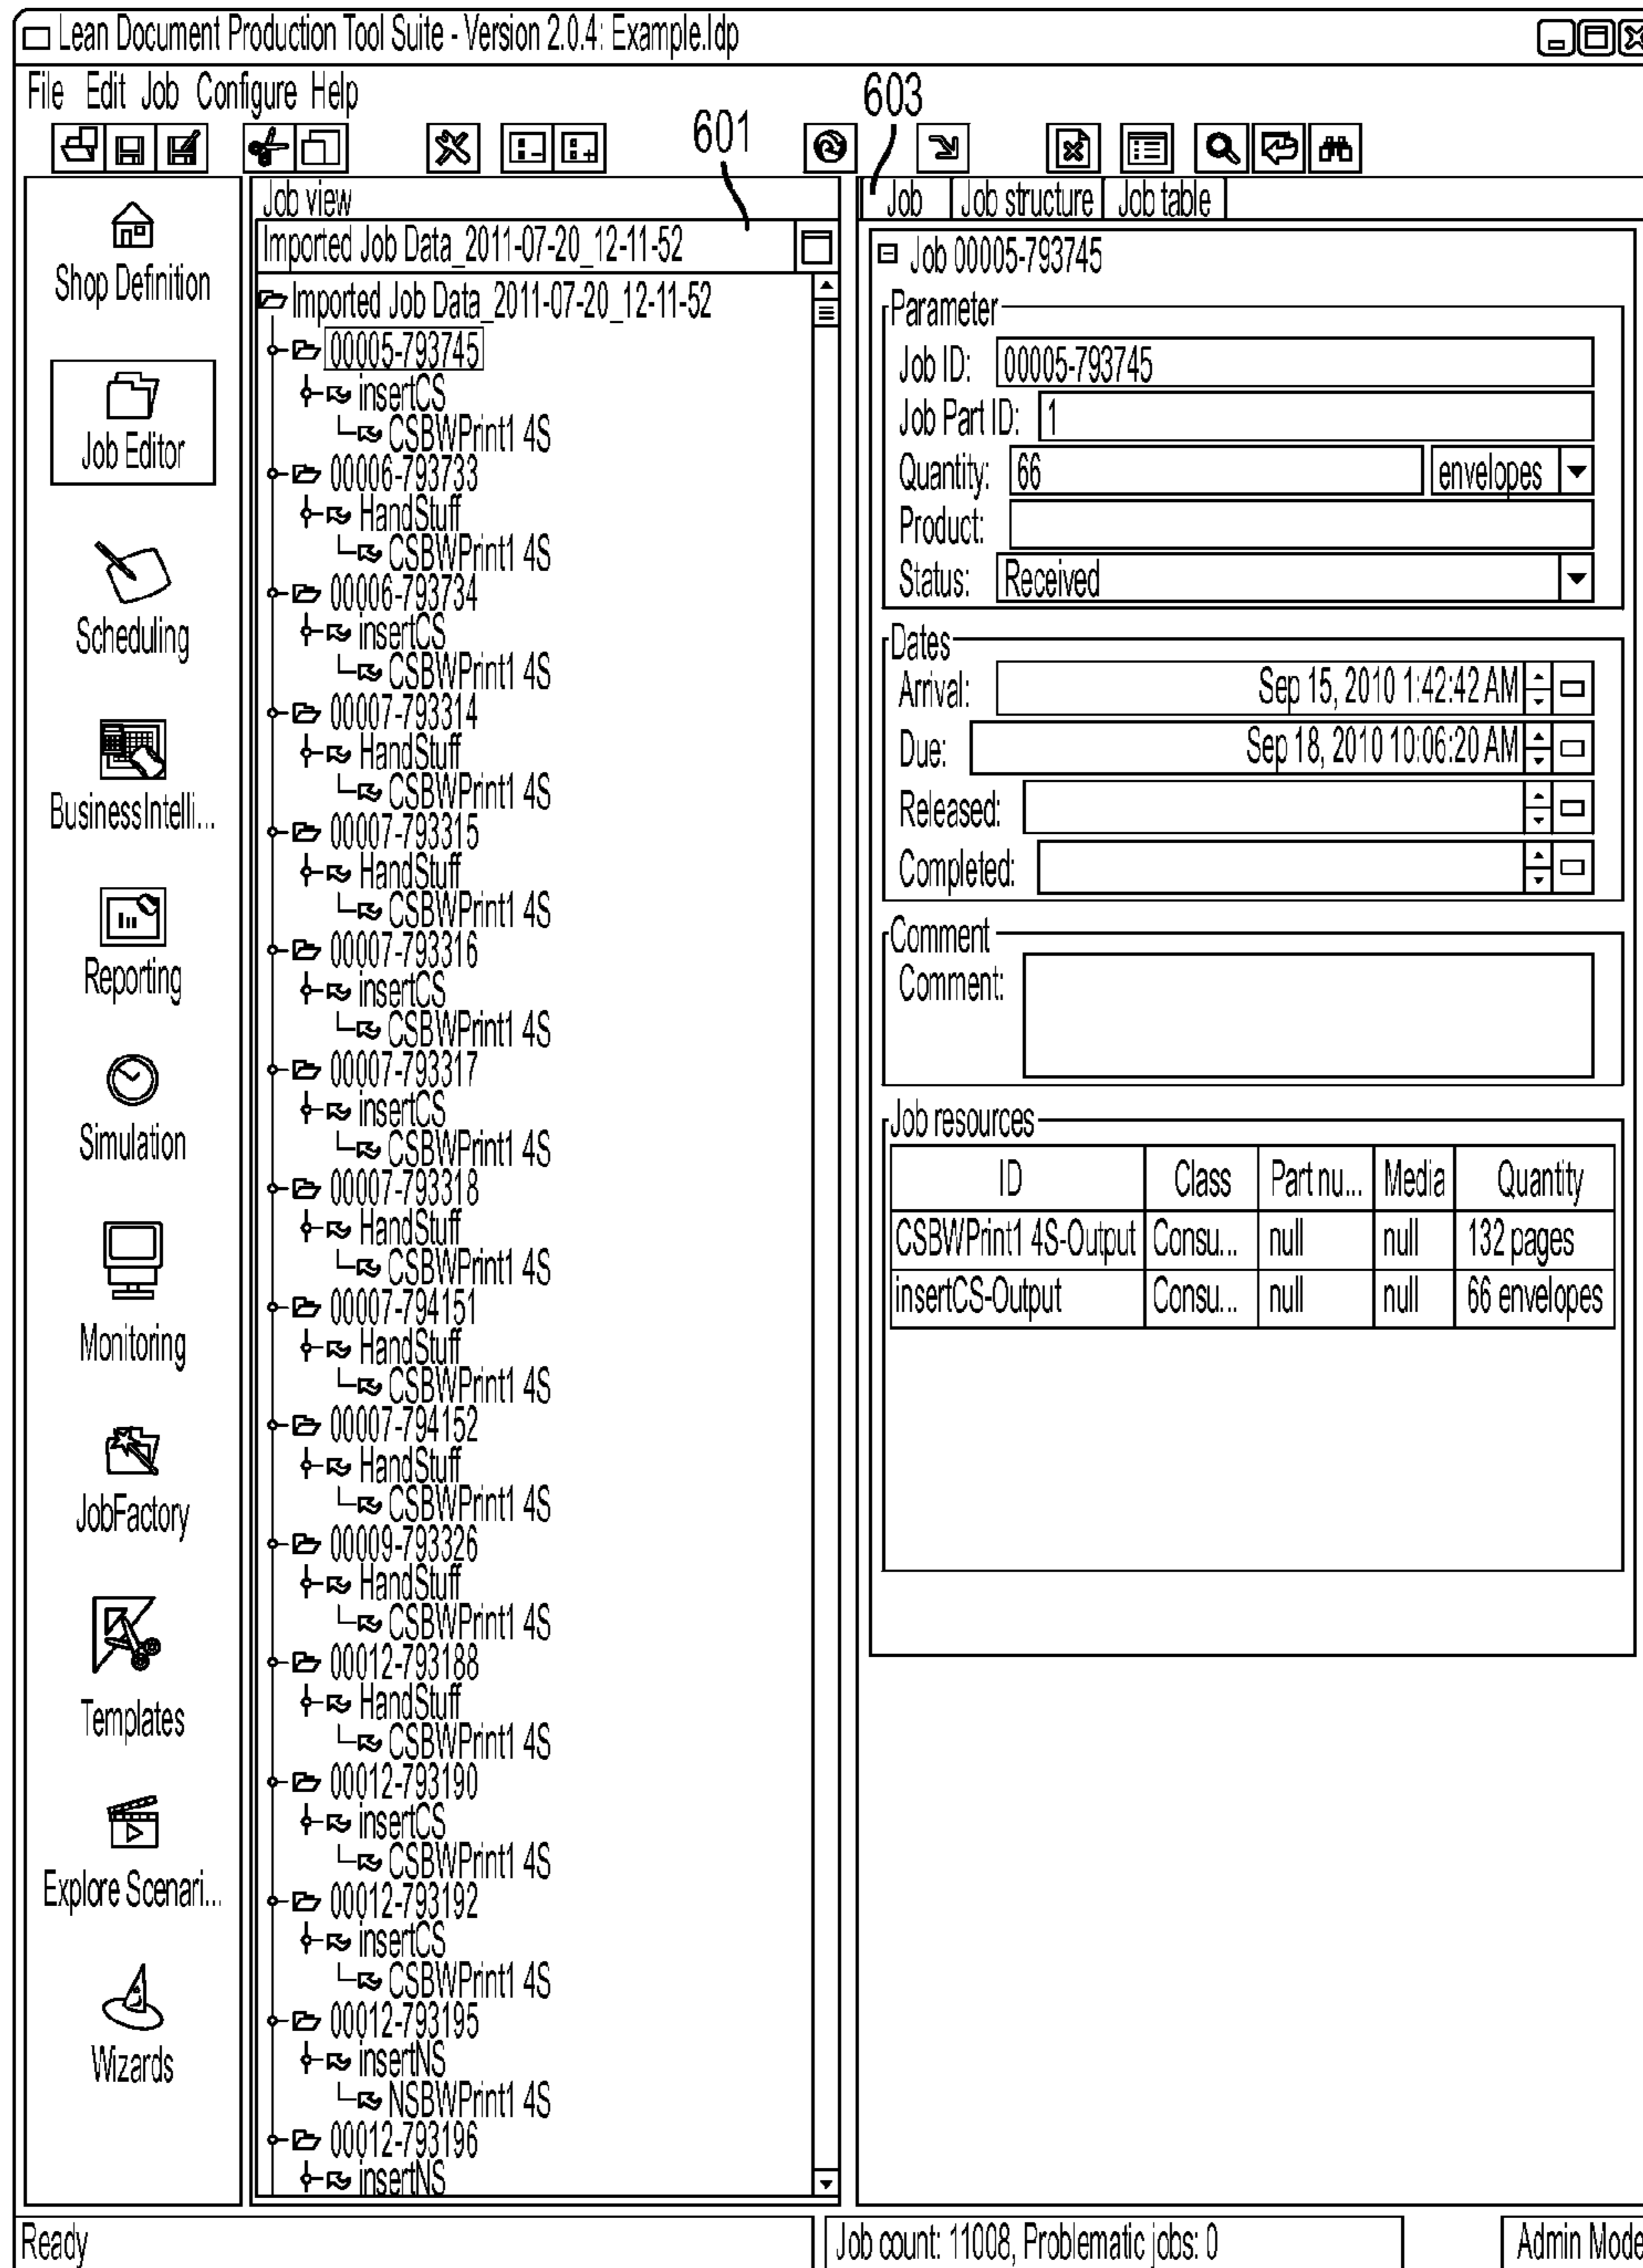 Lean Document Production Tool Suite - Version 2.0.4: Example.ldp
File Edit Job Configure Help
601
603
Shop Definition
Job Editor
Scheduling
BusinessIntelli...
Reporting
Simulation
Monitoring
JobFactory
Templates
Explore Scenari...
Wizards
Job view
Imported Job Data_2011-07-20_12-11-52
Imported Job Data_2011-07-20_12-11-52
00005-793745
insertCS
CSBWPrint1 4S
00006-793733
HandStuff
CSBWPrint1 4S
00006-793734
insertCS
CSBWPrint1 4S
00007-793314
HandStuff
CSBWPrint1 4S
00007-793315
HandStuff
CSBWPrint1 4S
00007-793316
insertCS
CSBWPrint1 4S
00007-793317
insertCS
CSBWPrint1 4S
00007-793318
HandStuff
CSBWPrint1 4S
00007-794151
HandStuff
CSBWPrint1 4S
00007-794152
HandStuff
CSBWPrint1 4S
00009-793326
HandStuff
CSBWPrint1 4S
00012-793188
HandStuff
CSBWPrint1 4S
00012-793190
insertCS
CSBWPrint1 4S
00012-793192
insertCS
CSBWPrint1 4S
00012-793195
insertNS
NSBWPrint1 4S
00012-793196
insertNS
Job Job structure Job table
Job 00005-793745
Parameter
Job ID: 00005-793745
Job Part ID: 1
Quantity: 66 envelopes
Product:
Status: Received
Dates
Arrival: Sep 15, 2010 1:42:42 AM
Due: Sep 18, 2010 10:06:20 AM
Released:
Completed:
Comment
Comment:
Job resources
ID Class Part nu... Media Quantity
CSBWPrint1 4S-Output Consu... null null 132 pages
insertCS-Output Consu... null null 66 envelopes
Ready
Job count: 11008, Problematic jobs: 0
Admin Mode